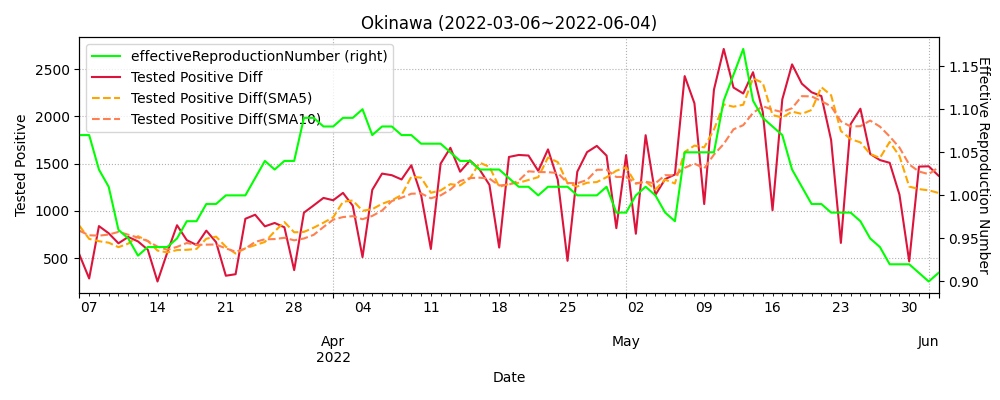 Okinawa (2022-03-06~2022-06-04)
effectiveReproductionNumber (right)
Tested Positive Diff
Tested Positive Diff(SMA5)
Tested Positive Diff(SMA10)
Tested Positive
2500
2000
1500
1000
500
1.15
1.10
1.05
1.00
0.95
0.90
Effective Reproduction Number
07 14 21 28 04 11 18 25 02 09 16 23 30
Apr May Jun
2022
Date